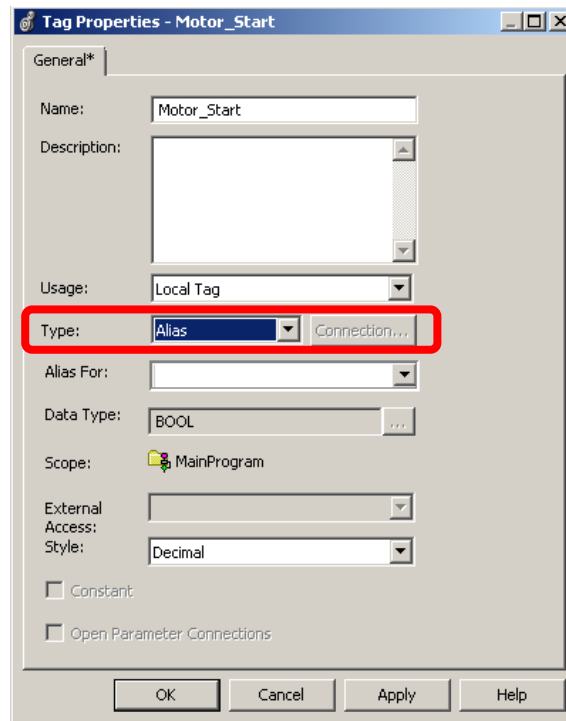 Tag Properties - Motor_Start
General*
Name: Motor_Start
Description:
Usage: Local Tag
Type: Alias Connection...
Alias For:
Data Type: BOOL ...
Scope: MainProgram
External
Access:
Style: Decimal
Constant
Open Parameter Connections
OK Cancel Apply Help